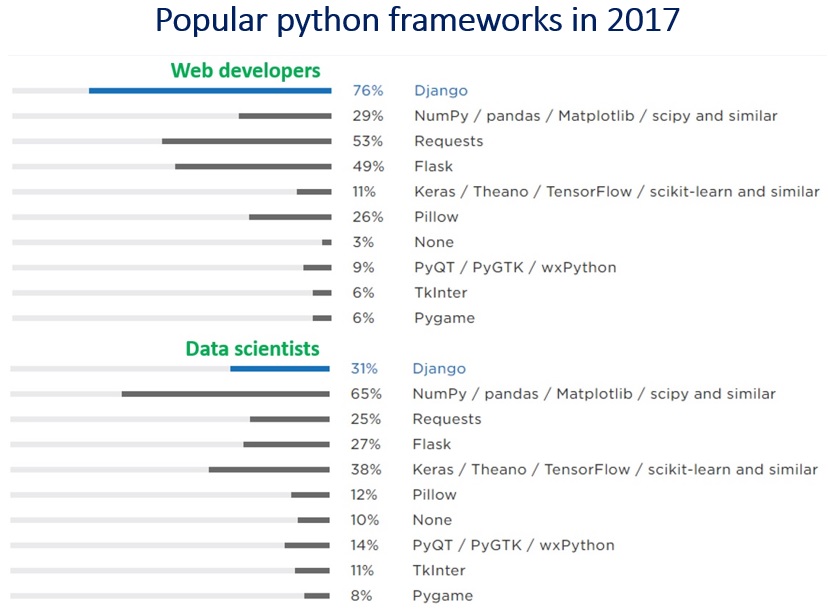 Popular python frameworks in 2017
Web developers
76% Django
29% NumPy / pandas / Matplotlib / scipy and similar
53% Requests
49% Flask
11% Keras / Theano / TensorFlow / scikit-learn and similar
26% Pillow
3% None
9% PyQT / PyGTK / wxPython
6% TkInter
6% Pygame
Data scientists
31% Django
65% NumPy / pandas / Matplotlib / scipy and similar
25% Requests
27% Flask
38% Keras / Theano / TensorFlow / scikit-learn and similar
12% Pillow
10% None
14% PyQT / PyGTK / wxPython
11% TkInter
8% Pygame